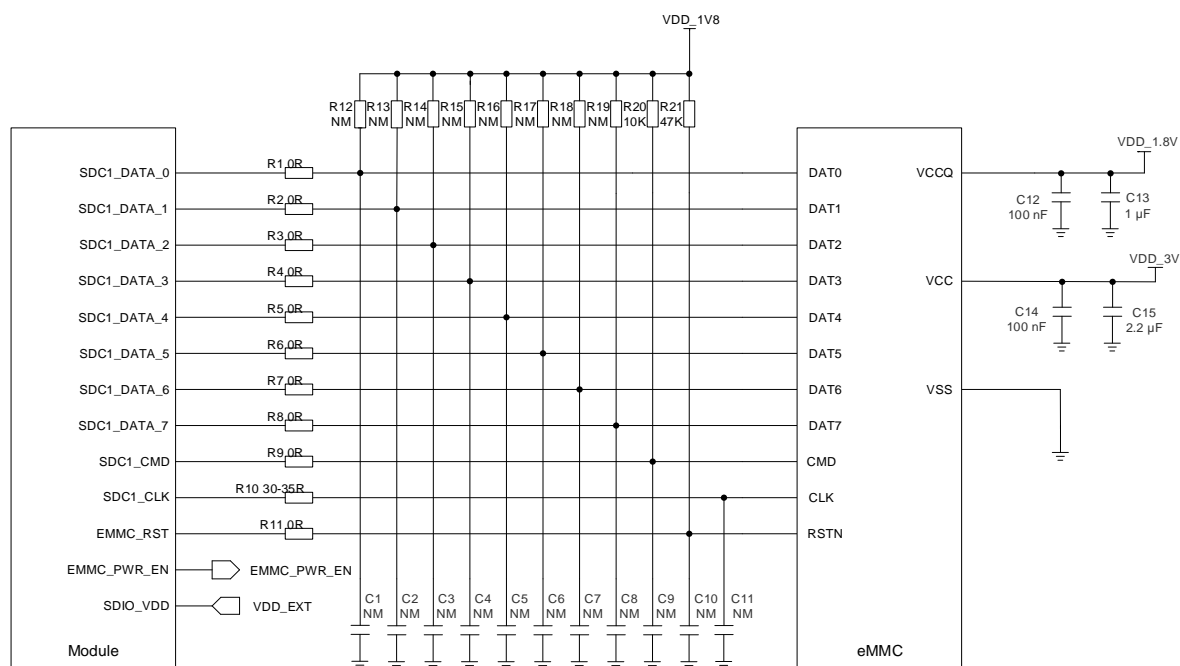 VDD_1V8
R12 R13 R14 R15 R16 R17 R18 R19 R20 R21
NM NM NM NM NM NM NM NM 10K 47K
SDC1_DATA_0 R1 0R DAT0 VCCQ VDD_1.8V
C12 100 nF C13 1 µF
SDC1_DATA_1 R2 0R DAT1
SDC1_DATA_2 R3 0R DAT2
SDC1_DATA_3 R4 0R DAT3 VCC VDD_3V
C14 100 nF C15 2.2 µF
SDC1_DATA_4 R5 0R DAT4
SDC1_DATA_5 R6 0R DAT5
SDC1_DATA_6 R7 0R DAT6 VSS
SDC1_DATA_7 R8 0R DAT7
SDC1_CMD R9 0R CMD
SDC1_CLK R10 30-35R CLK
EMMC_RST R11 0R RSTN
EMMC_PWR_EN EMMC_PWR_EN
SDIO_VDD VDD_EXT
C1 C2 C3 C4 C5 C6 C7 C8 C9 C10 C11
NM NM NM NM NM NM NM NM NM NM NM
Module eMMC